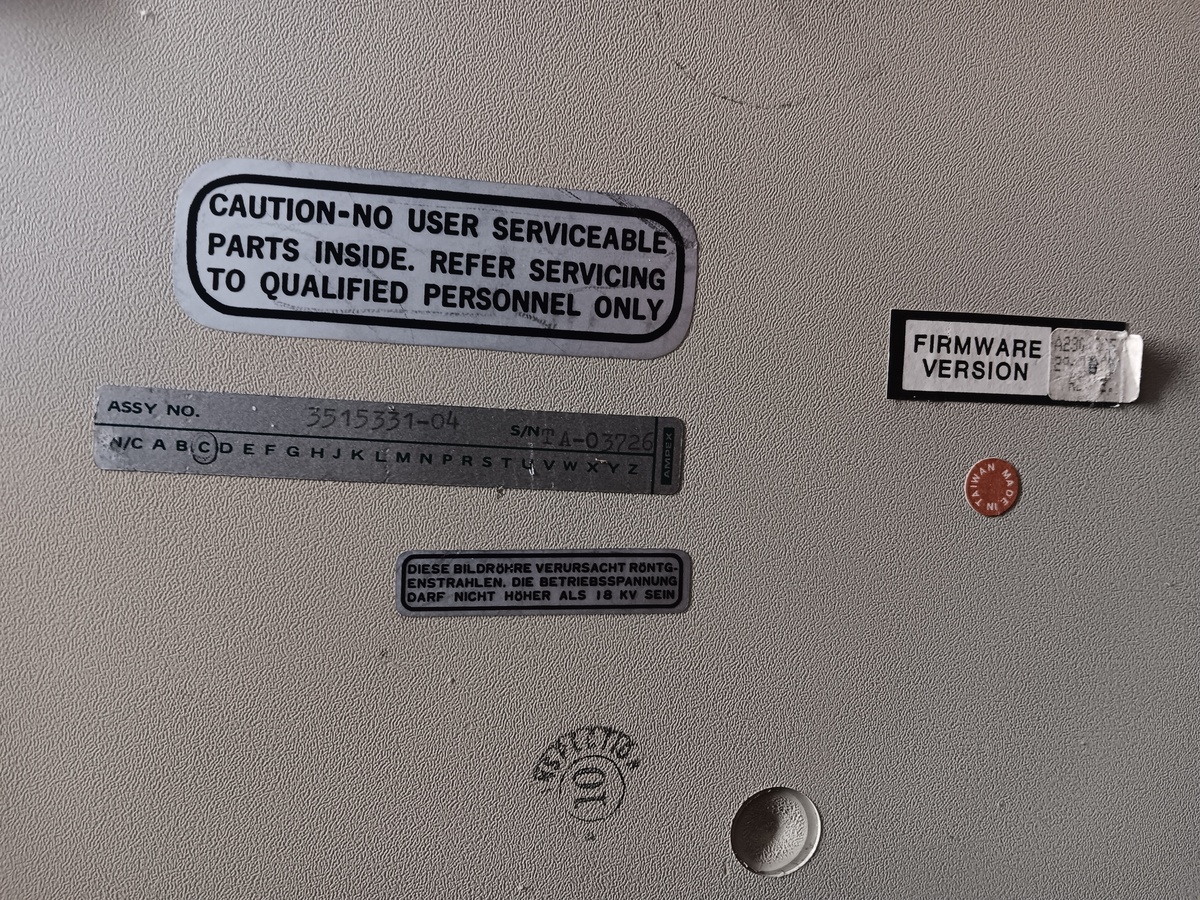 CAUTION-NO USER SERVICEABLE
PARTS INSIDE. REFER SERVICING
TO QUALIFIED PERSONNEL ONLY
FIRMWARE
VERSION
ASSY NO. 3515331-04 S/N TA-03726
N/C A B C D E F G H J K L M N P R S T U V W X Y Z
AMPEX
MADE IN TAIWAN
DIESE BILDRÖHRE VERURSACHT RÖNTG-
ENSTRAHLEN. DIE BETRIEBSSPANNUNG
DARF NICHT HÖHER ALS 18 KV SEIN
10